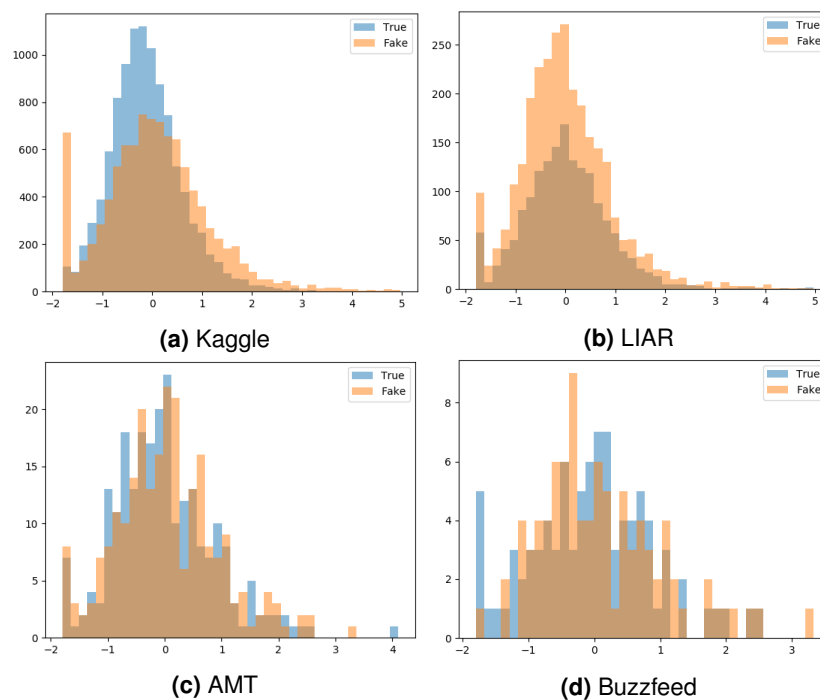 True
Fake
1000
800
600
400
200
0
−2 −1 0 1 2 3 4 5
(a) Kaggle
True
Fake
250
200
150
100
50
0
−2 −1 0 1 2 3 4 5
(b) LIAR
True
Fake
20
15
10
5
0
−2 −1 0 1 2 3 4
(c) AMT
True
Fake
8
6
4
2
0
−2 −1 0 1 2 3
(d) Buzzfeed